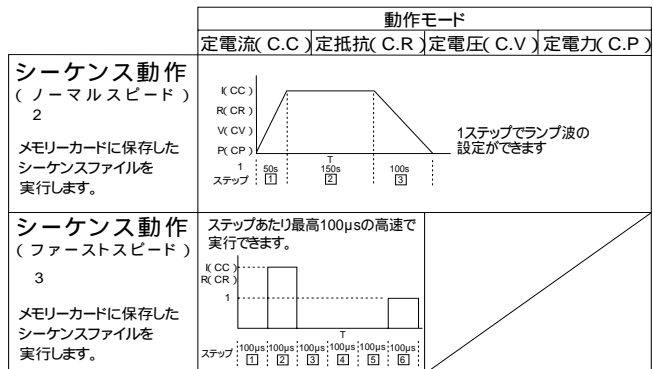 動作モード
定電流( C.C ) 定抵抗( C.R ) 定電圧( C.V ) 定電力( C.P )
シーケンス動作
( ノーマルスピード )
2
メモリーカードに保存した
シーケンスファイルを
実行します。
I( CC )
R( CR )
V( CV )
P( CP )
1
T
50s 150s 100s
ステップ 1 2 3
1ステップでランプ波の
設定ができます
シーケンス動作
( ファーストスピード )
3
メモリーカードに保存した
シーケンスファイルを
実行します。
ステップあたり最高100μsの高速で
実行できます。
I( CC )
R( CR )
1
T
100μs 100μs 100μs 100μs 100μs 100μs
ステップ 1 2 3 4 5 6